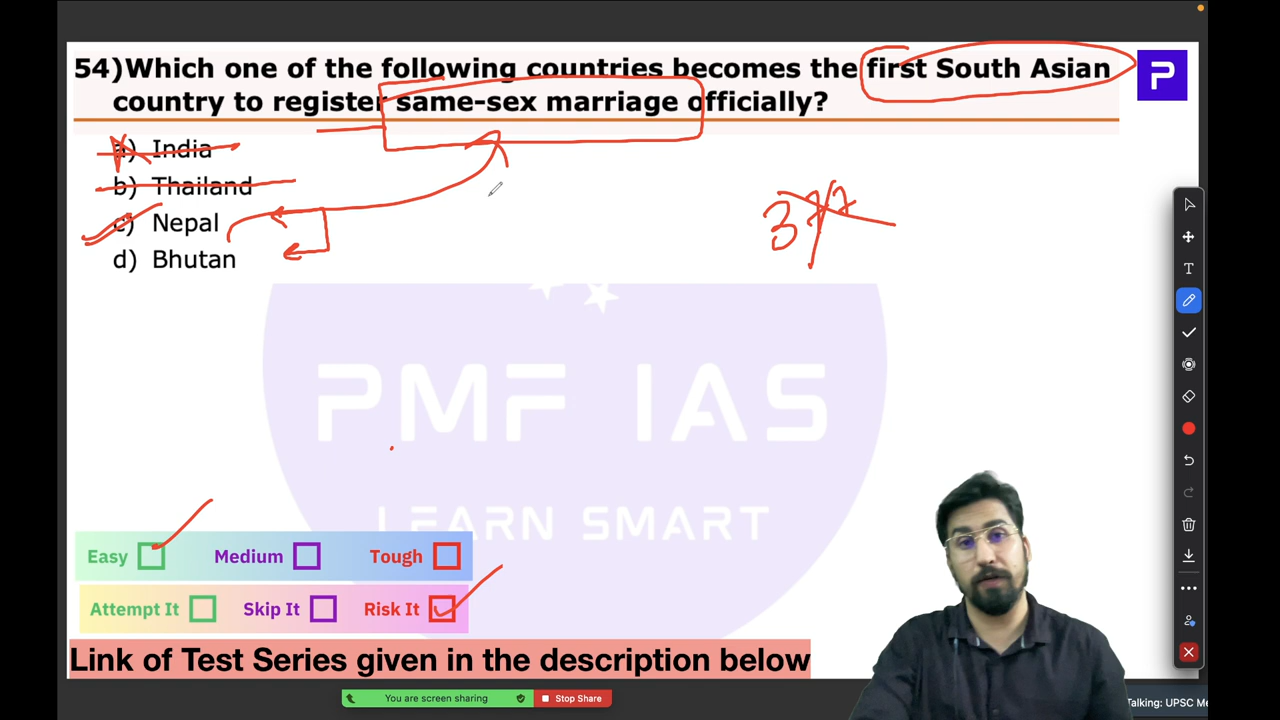 54)Which one of the following countries becomes the first South Asian
country to register same-sex marriage officially?
P
a) India
b) Thailand
c) Nepal
d) Bhutan
377
PMF IAS
LEARN SMART
Easy Medium Tough
Attempt It Skip It Risk It
Link of Test Series given in the description below
You are screen sharing Stop Share
Talking: UPSC Me
T